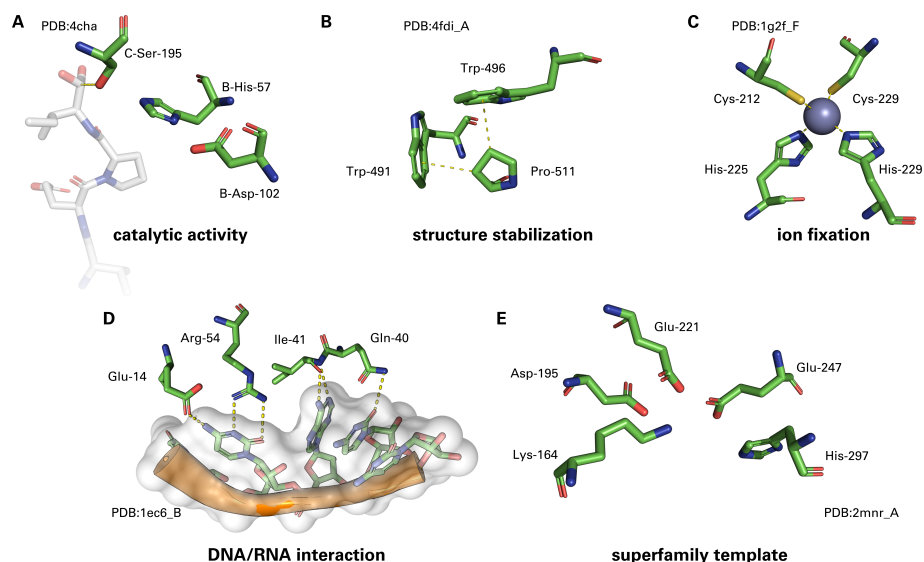 A
PDB:4cha
C-Ser-195
B-His-57
B-Asp-102
catalytic activity
B
PDB:4fdi_A
Trp-496
Trp-491
Pro-511
structure stabilization
C
PDB:1g2f_F
Cys-212
Cys-229
His-225
His-229
ion fixation
D
Arg-54
Ile-41
Gln-40
Glu-14
PDB:1ec6_B
DNA/RNA interaction
E
Glu-221
Asp-195
Glu-247
Lys-164
His-297
PDB:2mnr_A
superfamily template